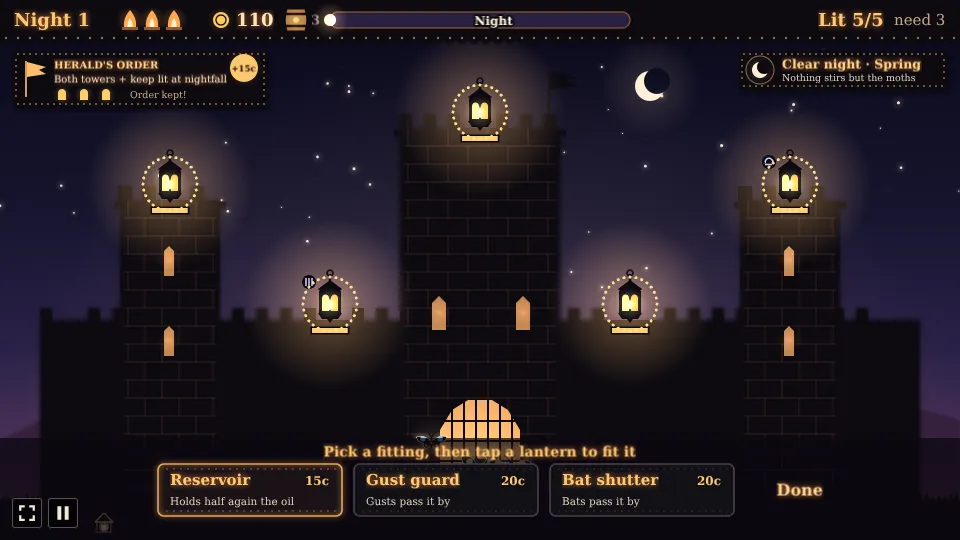 Night 1
110
3
Night
Lit 5/5 need 3
HERALD'S ORDER
Both towers + keep lit at nightfall
+15c
Order kept!
Clear night · Spring
Nothing stirs but the moths
Pick a fitting, then tap a lantern to fit it
Reservoir 15c
Holds half again the oil
Gust guard 20c
Gusts pass it by
Bat shutter 20c
Bats pass it by
Done